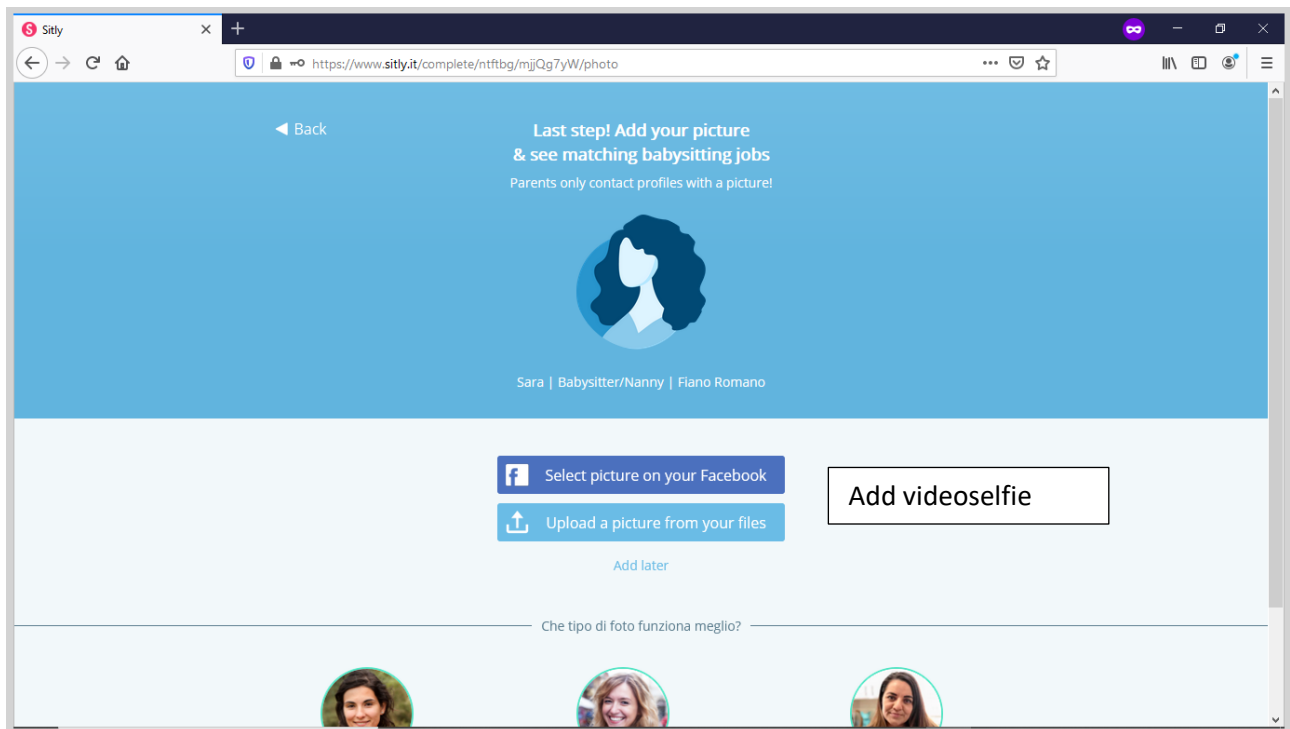 Sitly
https://www.sitly.it/complete/ntftbg/mjjQg7yW/photo
Back
Last step! Add your picture
& see matching babysitting jobs
Parents only contact profiles with a picture!
Sara | Babysitter/Nanny | Fiano Romano
Select picture on your Facebook
Add videoselfie
Upload a picture from your files
Add later
Che tipo di foto funziona meglio?